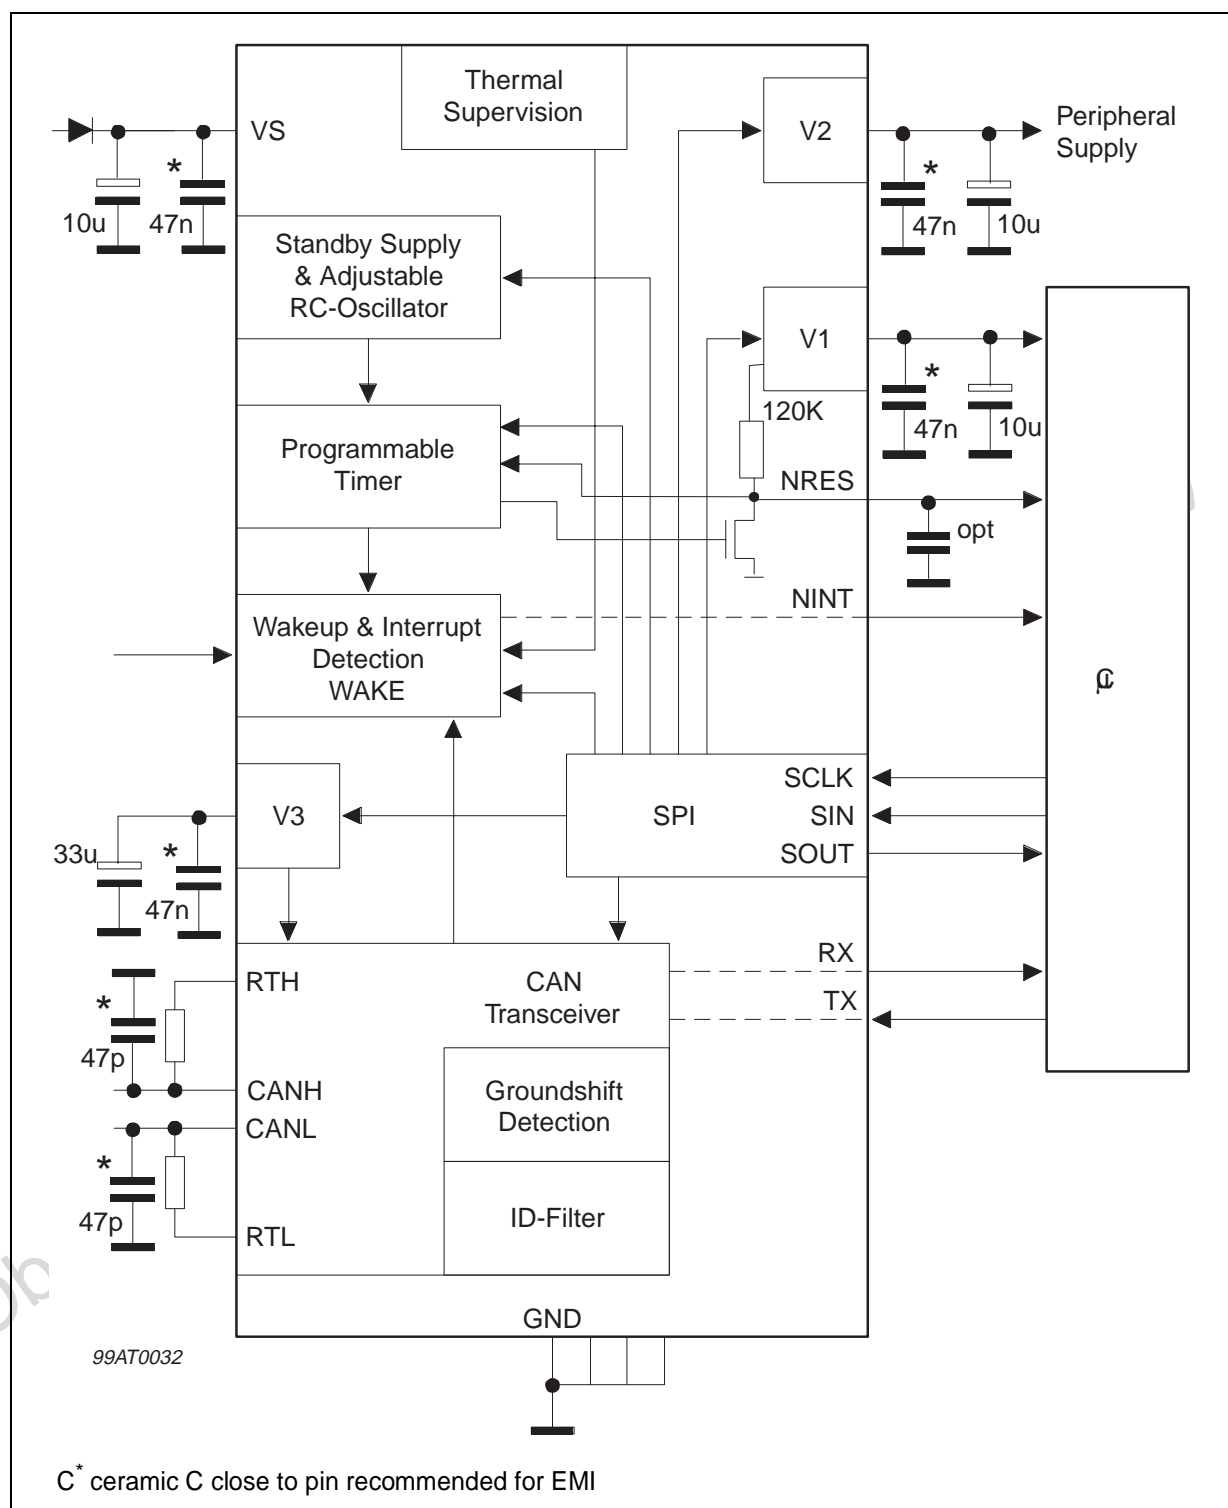 Thermal
Supervision
VS
V2
Peripheral
Supply
*
10u
47n
*
47n
10u
Standby Supply
& Adjustable
RC-Oscillator
V1
*
47n
10u
120K
Programmable
Timer
NRES
opt
NINT
Wakeup & Interrupt
Detection
WAKE
µC
SCLK
SPI
SIN
SOUT
V3
33u
*
47n
RX
TX
RTH
CAN
Transceiver
*
47p
CANH
CANL
Groundshift
Detection
*
47p
RTL
ID-Filter
GND
99AT0032
C* ceramic C close to pin recommended for EMI